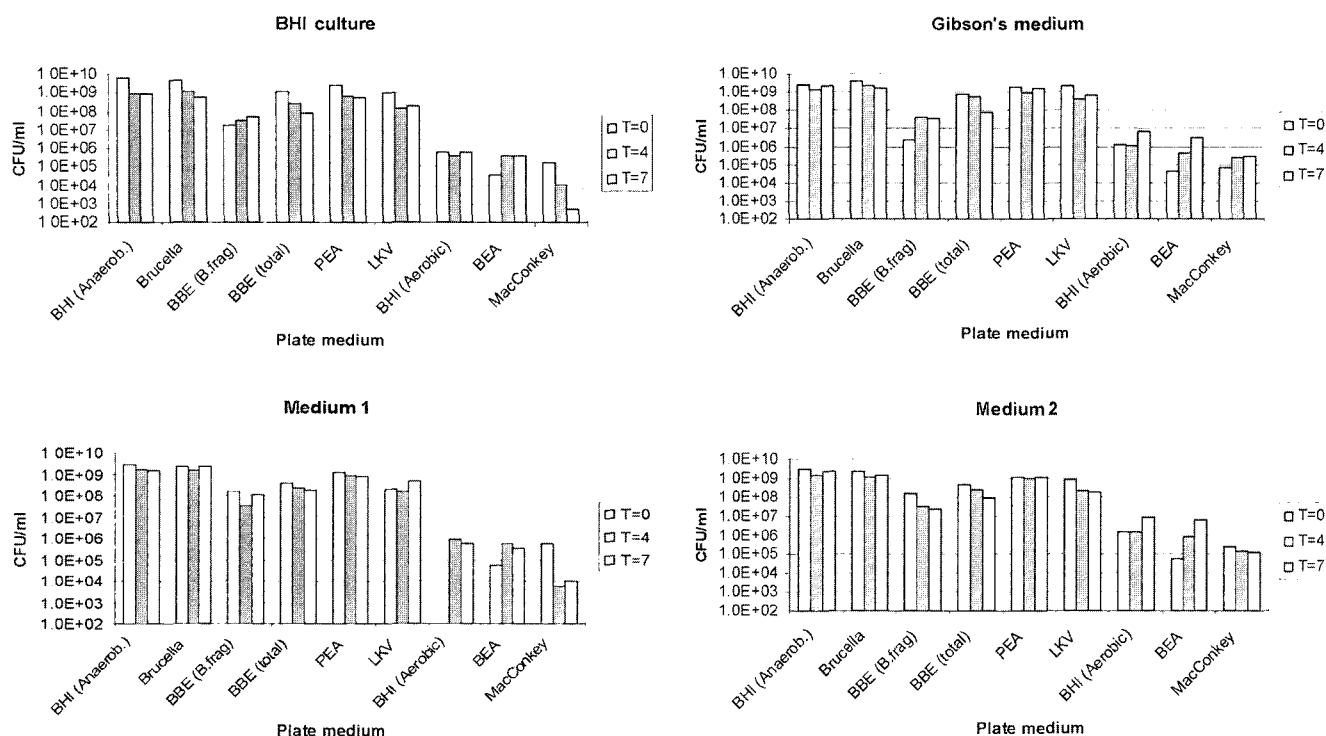 BHI culture
CFU/ml
1 0E+10
1 0E+09
1 0E+08
1 0E+07
1 0E+06
1 0E+05
1 0E+04
1 0E+03
1 0E+02
BHI (Anaerob.)
Brucella
BBE (B.frag)
BBE (total)
PEA
LKV
BHI (Aerobic)
BEA
MacConkey
Plate medium
T=0
T=4
T=7
Gibson's medium
CFU/ml
1 0E+10
1.0E+09
1.0E+08
1.0E+07
1 0E+06
1.0E+05
1.0E+04
1.0E+03
1.0E+02
BHI (Anaerob.)
Brucella
BBE (B.frag)
BBE (total)
PEA
LKV
BHI (Aerobic)
BEA
MacConkey
Plate medium
T=0
T=4
T=7
Medium 1
CFU/ml
1 0E+10
1.0E+09
1 0E+08
1.0E+07
1.0E+06
1 0E+05
1.0E+04
1.0E+03
1.0E+02
BHI (Anaerob.)
Brucella
BBE (B.frag)
BBE (total)
PEA
LKV
BHI (Aerobic)
BEA
MacConkey
Plate medium
T=0
T=4
T=7
Medium 2
CFU/ml
1 0E+10
1.0E+09
1 0E+08
1.0E+07
1.0E+06
1.0E+05
1.0E+04
1.0E+03
1.0E+02
BHI (Anaerob.)
Brucella
BBE (B.frag)
BBE (total)
PEA
LKV
BHI (Aerobic)
BEA
MacConkey
Plate medium
T=0
T=4
T=7